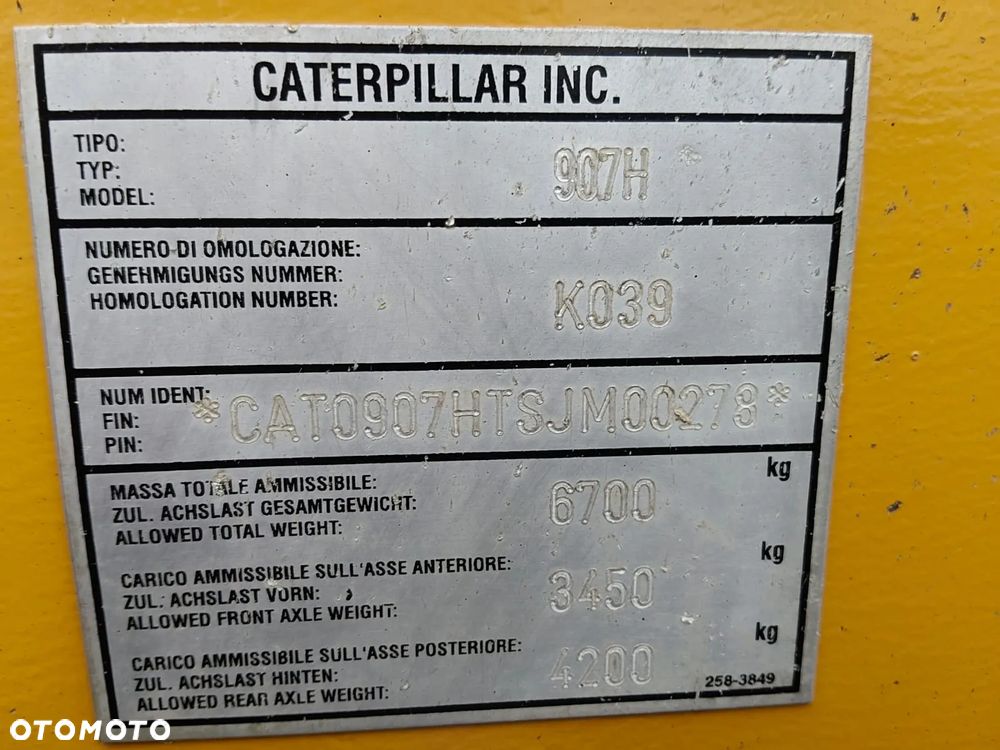 CATERPILLAR INC.
TIPO:
TYP:
MODEL:
907H
NUMERO DI OMOLOGAZIONE:
GENEHMIGUNGS NUMMER:
HOMOLOGATION NUMBER:
K039
NUM IDENT:
FIN:
PIN:
*CAT0907HTSJM00278*
MASSA TOTALE AMMISSIBILE:
ZUL. ACHSLAST GESAMTGEWICHT:
ALLOWED TOTAL WEIGHT:
6700
kg
CARICO AMMISSIBILE SULL'ASSE ANTERIORE:
ZUL. ACHSLAST VORN:
ALLOWED FRONT AXLE WEIGHT:
3450
kg
CARICO AMMISSIBILE SULL'ASSE POSTERIORE:
ZUL. ACHSLAST HINTEN:
ALLOWED REAR AXLE WEIGHT:
4200
kg
258-3849
OTOMOTO